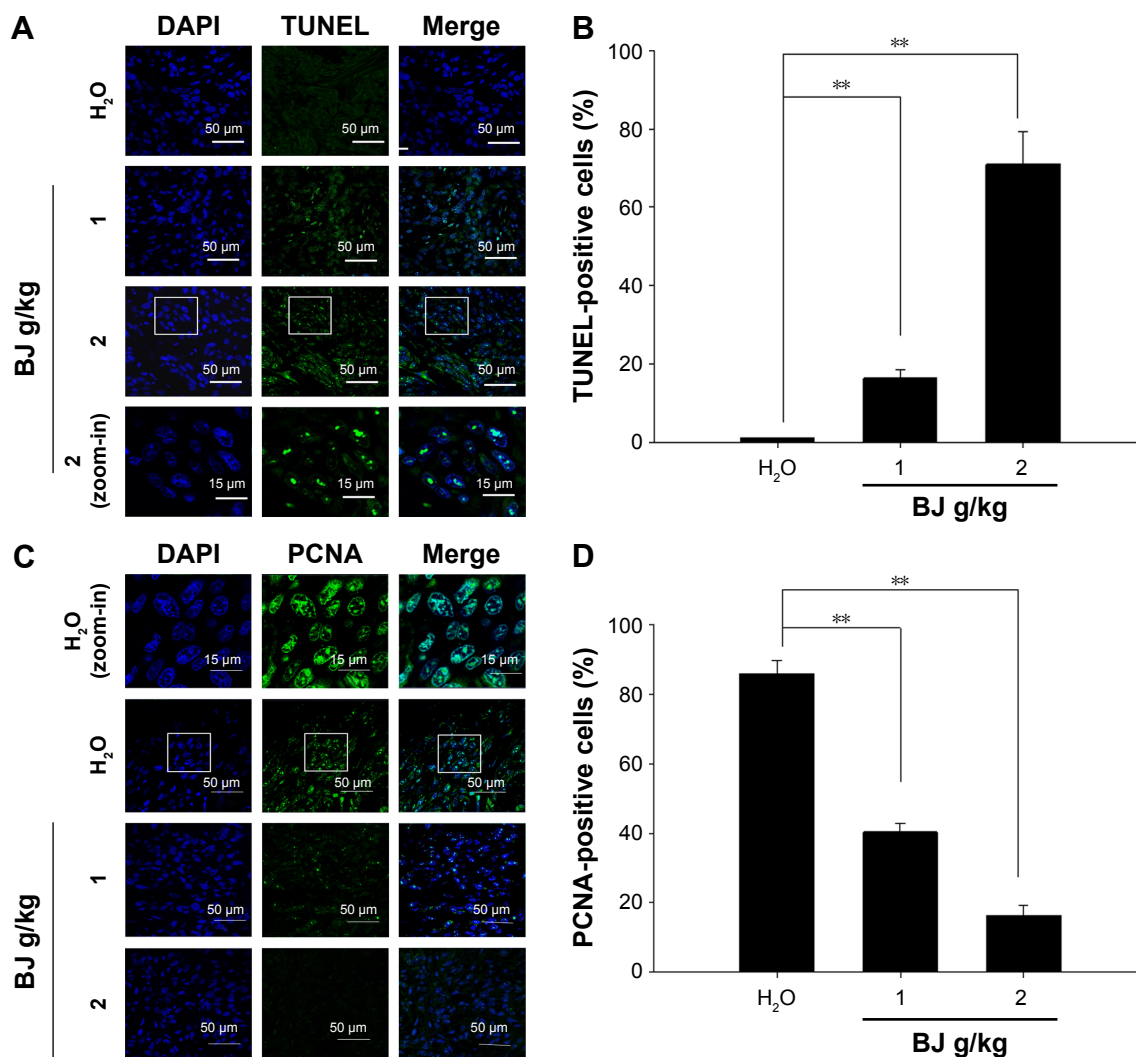 A
DAPI TUNEL Merge
H₂O
50 µm 50 µm 50 µm
BJ g/kg
1
50 µm 50 µm 50 µm
2
50 µm 50 µm 50 µm
2
(zoom-in)
15 µm 15 µm 15 µm
B
TUNEL-positive cells (%)
100
80
60
40
20
0
**
**
H₂O 1 2
BJ g/kg
C
DAPI PCNA Merge
H₂O
(zoom-in)
15 µm 15 µm 15 µm
H₂O
50 µm 50 µm 50 µm
BJ g/kg
1
50 µm 50 µm 50 µm
2
50 µm 50 µm 50 µm
D
PCNA-positive cells (%)
100
80
60
40
20
0
**
**
H₂O 1 2
BJ g/kg